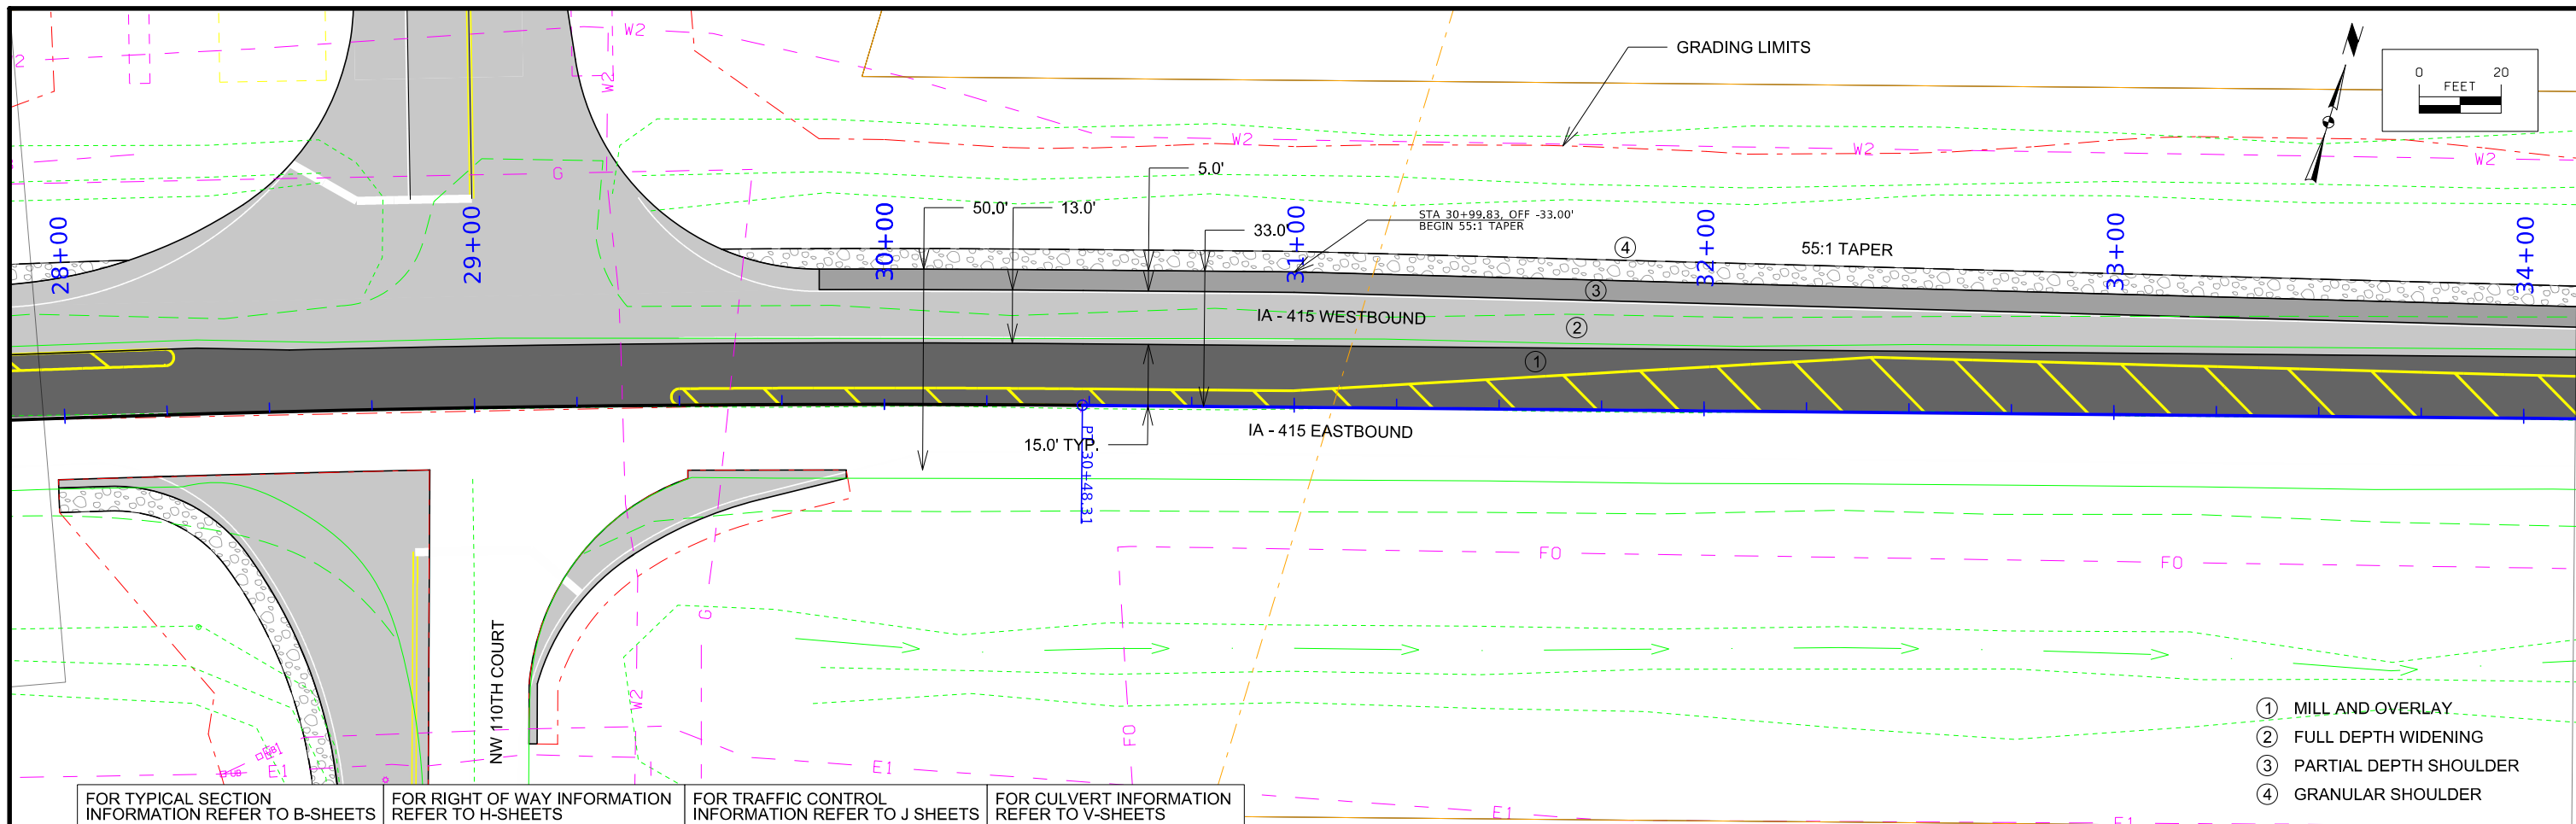 W2
2
GRADING LIMITS
0 20
FEET
W2
W2
W2
W2
G
5.0'
50.0'
13.0'
33.0'
STA 30+99.83, OFF -33.00'
BEGIN 55:1 TAPER
28+00
29+00
30+00
31+00
32+00
33+00
34+00
4
55:1 TAPER
3
IA - 415 WESTBOUND
2
1
IA - 415 EASTBOUND
15.0' TYP.
PT 30+48.31
FO
FO
G
NW 110TH COURT
W2
FO
E1
E1
E1
E1
1 MILL AND OVERLAY
2 FULL DEPTH WIDENING
3 PARTIAL DEPTH SHOULDER
4 GRANULAR SHOULDER
FOR TYPICAL SECTION
INFORMATION REFER TO B-SHEETS
FOR RIGHT OF WAY INFORMATION
REFER TO H-SHEETS
FOR TRAFFIC CONTROL
INFORMATION REFER TO J SHEETS
FOR CULVERT INFORMATION
REFER TO V-SHEETS